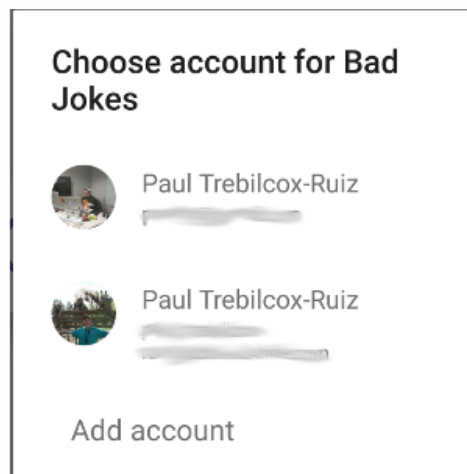 Choose account for Bad
Jokes
Paul Trebilcox-Ruiz
Paul Trebilcox-Ruiz
Add account